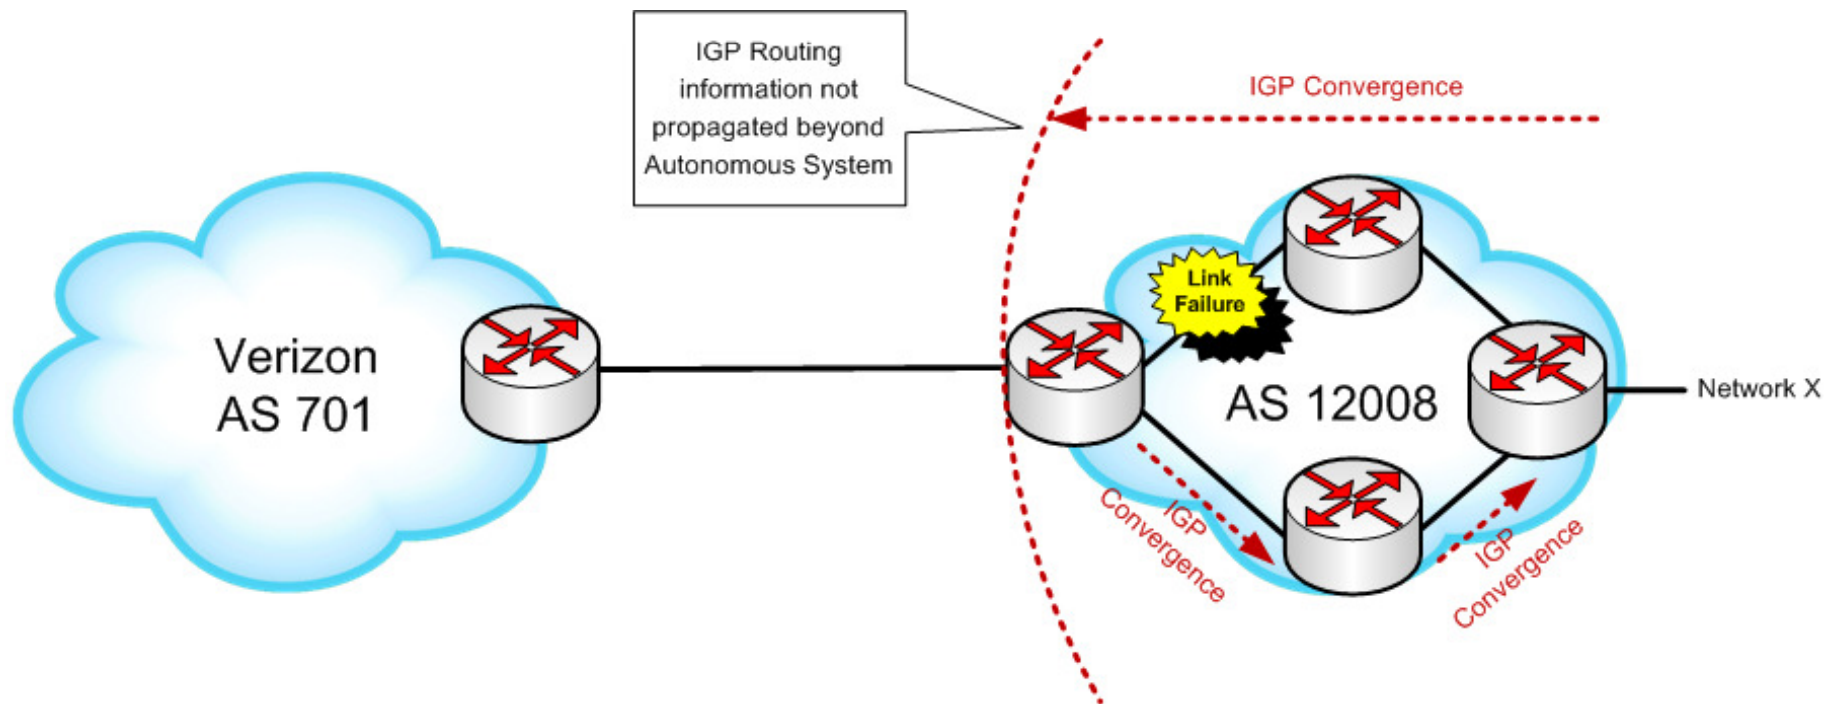 IGP Routing
information not
propagated beyond
Autonomous System
IGP Convergence
Link
Failure
Verizon
AS 701
AS 12008
Network X
IGP
Convergence
IGP
Convergence